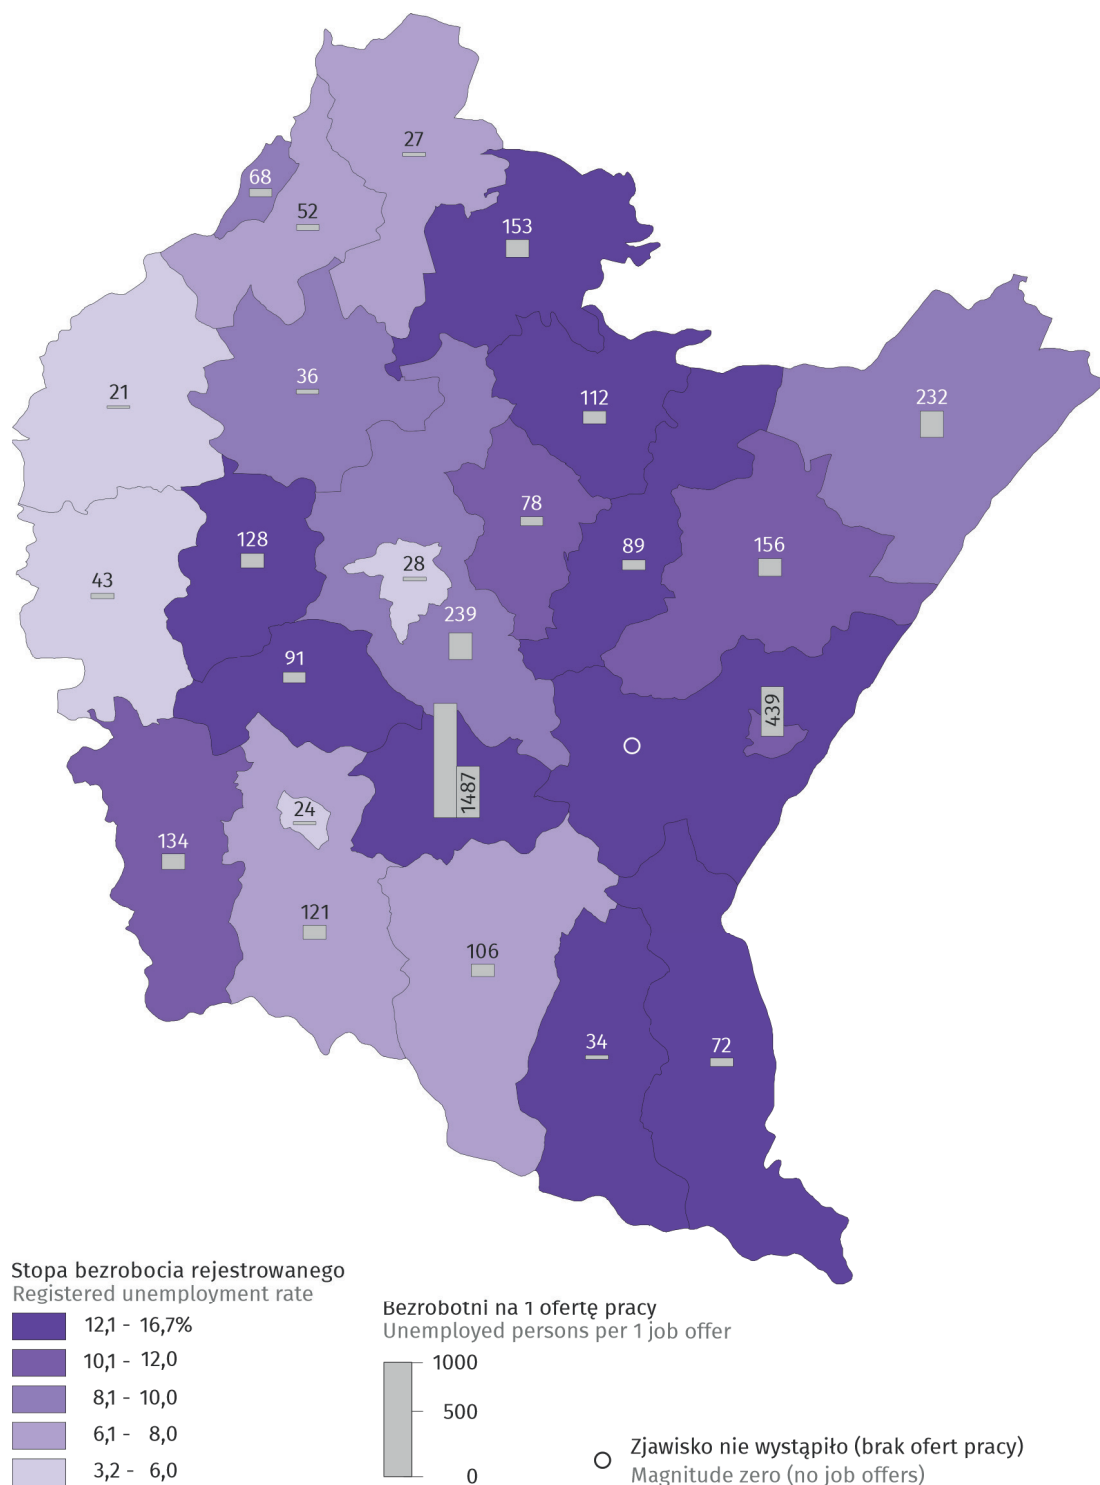 27
68
52
153
21
36
112
232
128
78
89
156
43
28
239
91
439
1487
24
134
121
106
34
72
Stopa bezrobocia rejestrowanego
Registered unemployment rate
12,1 - 16,7%
10,1 - 12,0
8,1 - 10,0
6,1 - 8,0
3,2 - 6,0
Bezrobotni na 1 ofertę pracy
Unemployed persons per 1 job offer
1000
500
0
Zjawisko nie wystąpiło (brak ofert pracy)
Magnitude zero (no job offers)